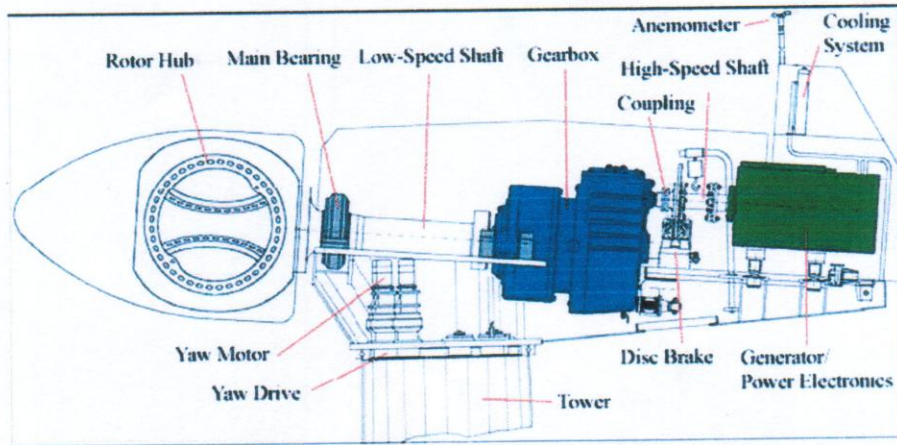 Anemometer
Cooling
System
Rotor Hub
Main Bearing
Low-Speed Shaft
Gearbox
High-Speed Shaft
Coupling
Yaw Motor
Yaw Drive
Tower
Disc Brake
Generator/
Power Electronics